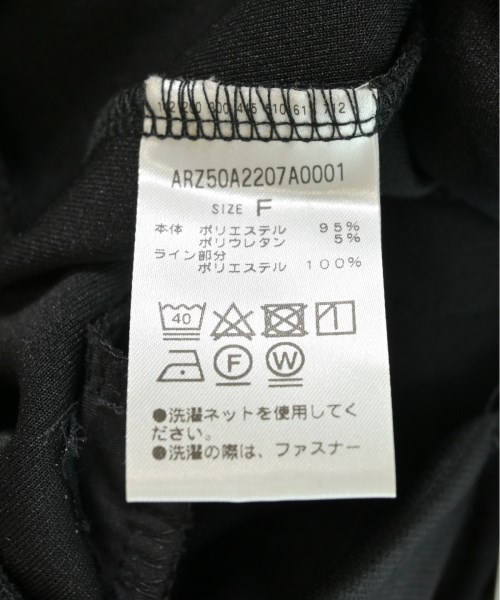 ARZ50A2207A0001
SIZE F
本体 ポリエステル 95%
ポリウレタン 5%
ライン部分
ポリエステル 100%
40
F W
●洗濯ネットを使用してく
ださい。
●洗濯の際は、ファスナー